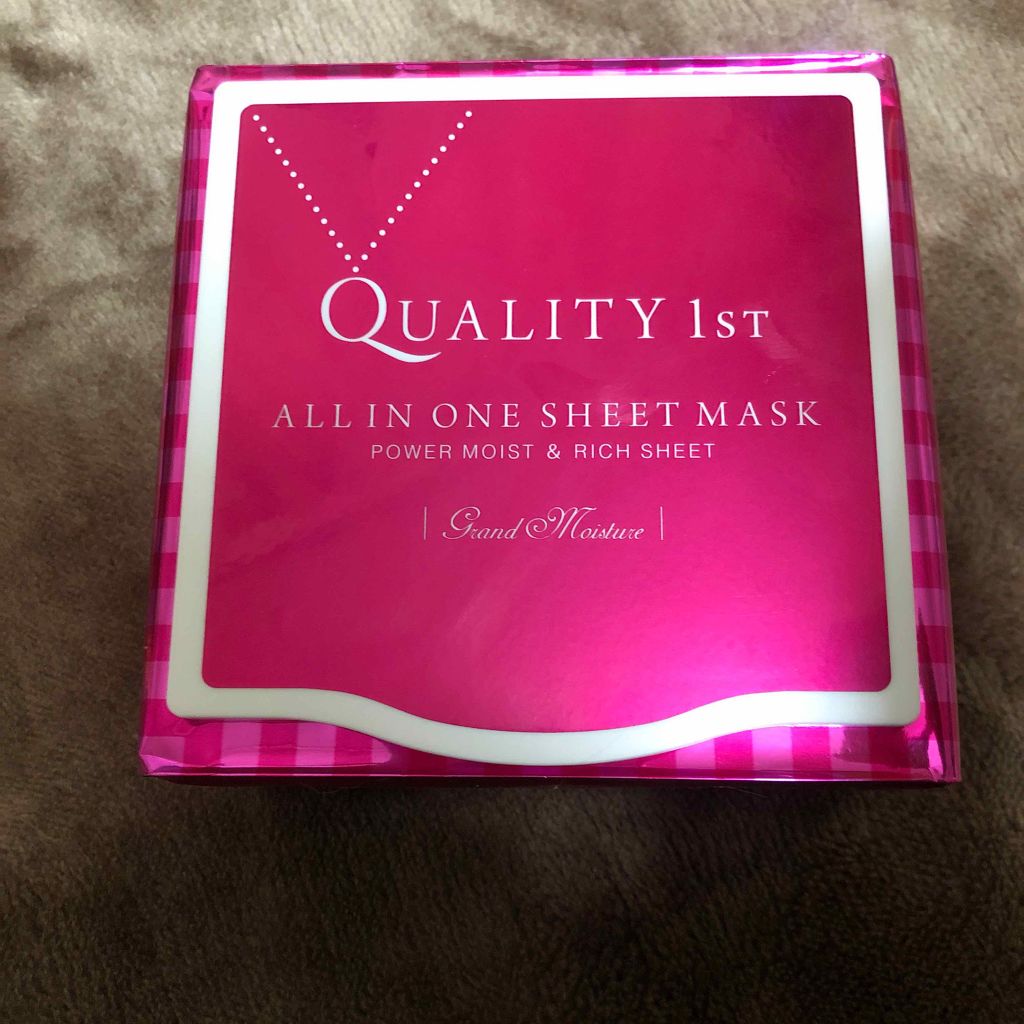 QUALITY 1ST
ALL IN ONE SHEET MASK
POWER MOIST & RICH SHEET
Grand Moisture